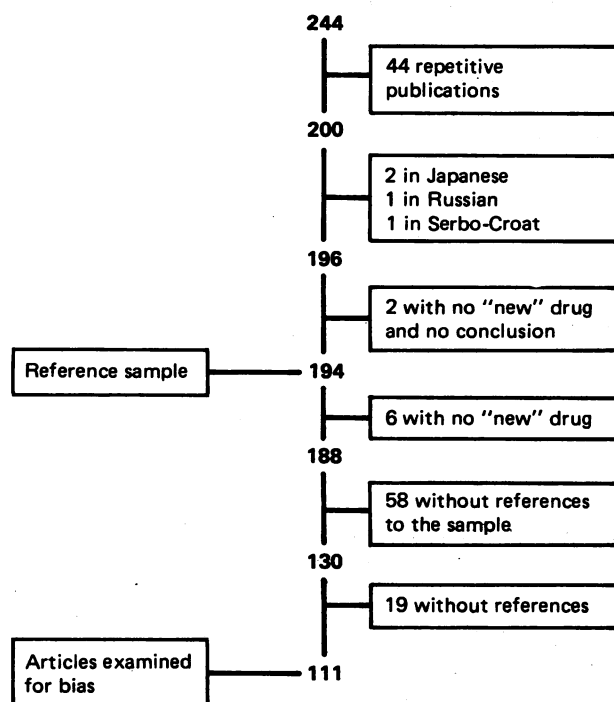 244
44 repetitive
publications
200
2 in Japanese
1 in Russian
1 in Serbo-Croat
196
2 with no "new" drug
and no conclusion
Reference sample
194
6 with no "new" drug
188
58 without references
to the sample
130
19 without references
Articles examined
for bias
111